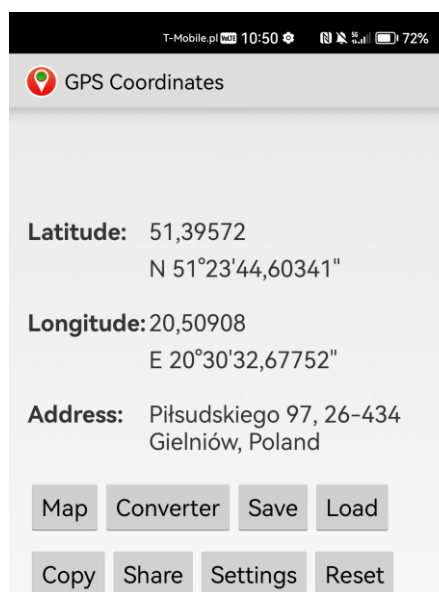 T-Mobile.pl VoLTE 10:50 72%
GPS Coordinates
Latitude: 51,39572
N 51°23'44,60341"
Longitude: 20,50908
E 20°30'32,67752"
Address: Piłsudskiego 97, 26-434
Gielniów, Poland
Map Converter Save Load
Copy Share Settings Reset